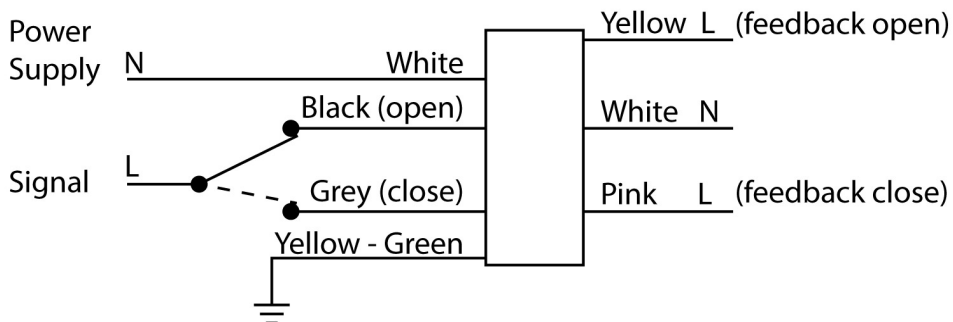 Power
Supply N
White
Black (open)
Signal L
Grey (close)
Yellow - Green
Yellow L (feedback open)
White N
Pink L (feedback close)